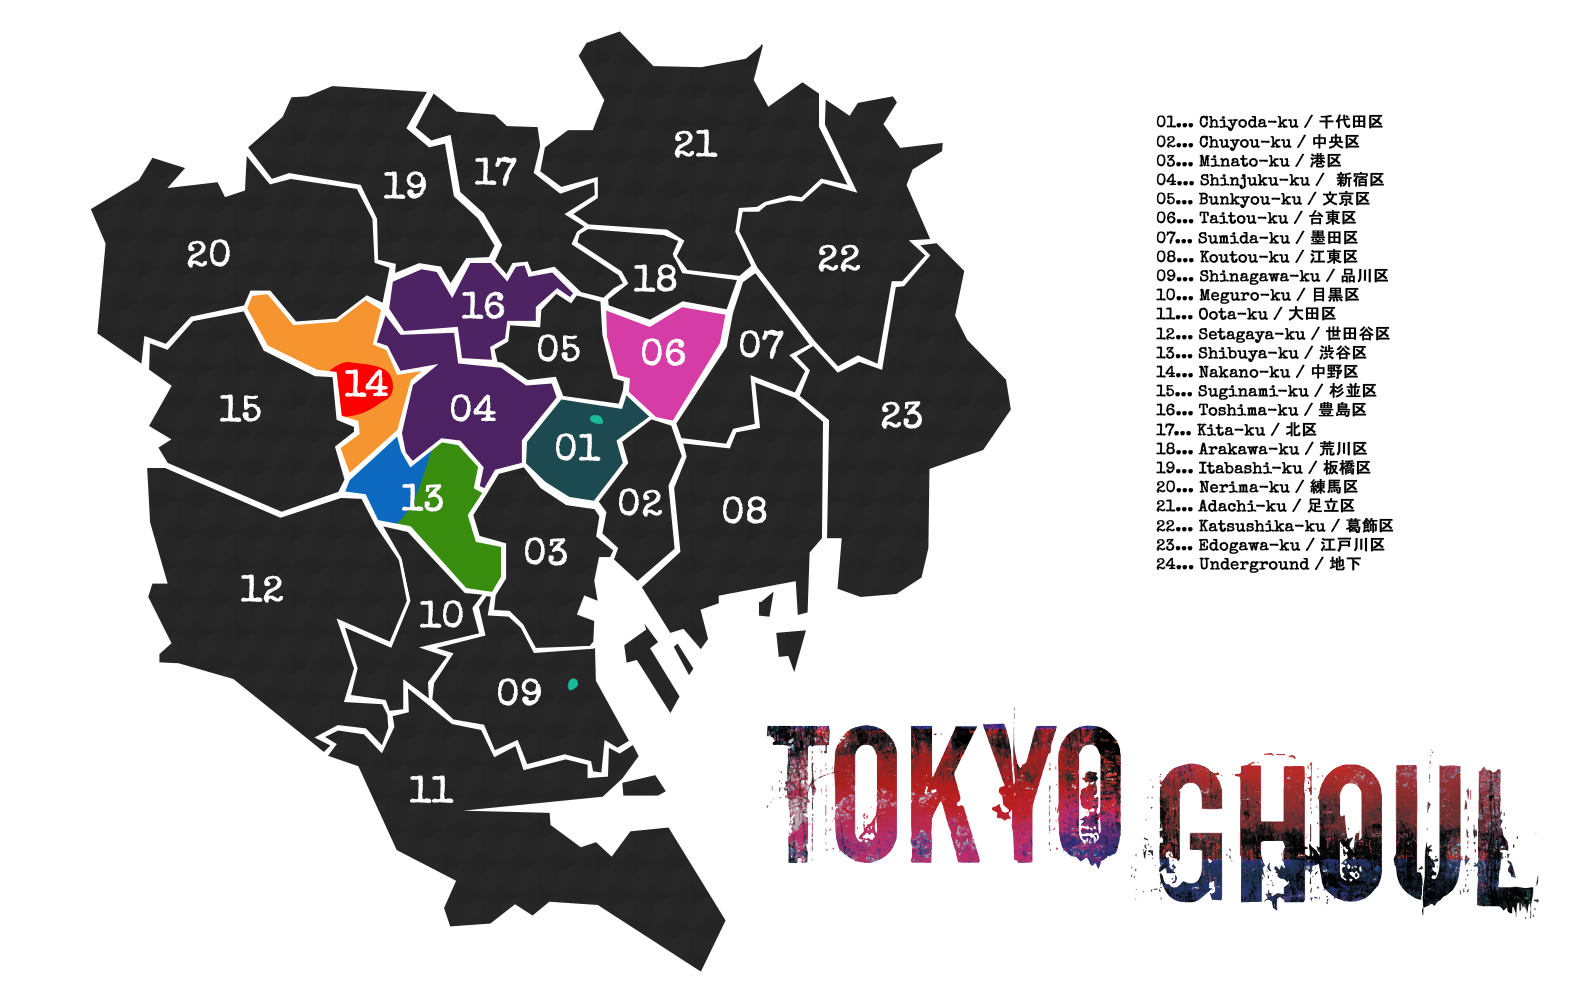 21
17
19
20
22
18
16
05
06
07
14
15
04
23
01
13
02
08
03
12
10
09
11
01... Chiyoda-ku / 千代田区
02... Chuyou-ku / 中央区
03... Minato-ku / 港区
04... Shinjuku-ku / 新宿区
05... Bunkyou-ku / 文京区
06... Taitou-ku / 台東区
07... Sumida-ku / 墨田区
08... Koutou-ku / 江東区
09... Shinagawa-ku / 品川区
10... Meguro-ku / 目黒区
11... Oota-ku / 大田区
12... Setagaya-ku / 世田谷区
13... Shibuya-ku / 渋谷区
14... Nakano-ku / 中野区
15... Suginami-ku / 杉並区
16... Toshima-ku / 豊島区
17... Kita-ku / 北区
18... Arakawa-ku / 荒川区
19... Itabashi-ku / 板橋区
20... Nerima-ku / 練馬区
21... Adachi-ku / 足立区
22... Katsushika-ku / 葛飾区
23... Edogawa-ku / 江戸川区
24... Underground / 地下
TOKYO GHOUL